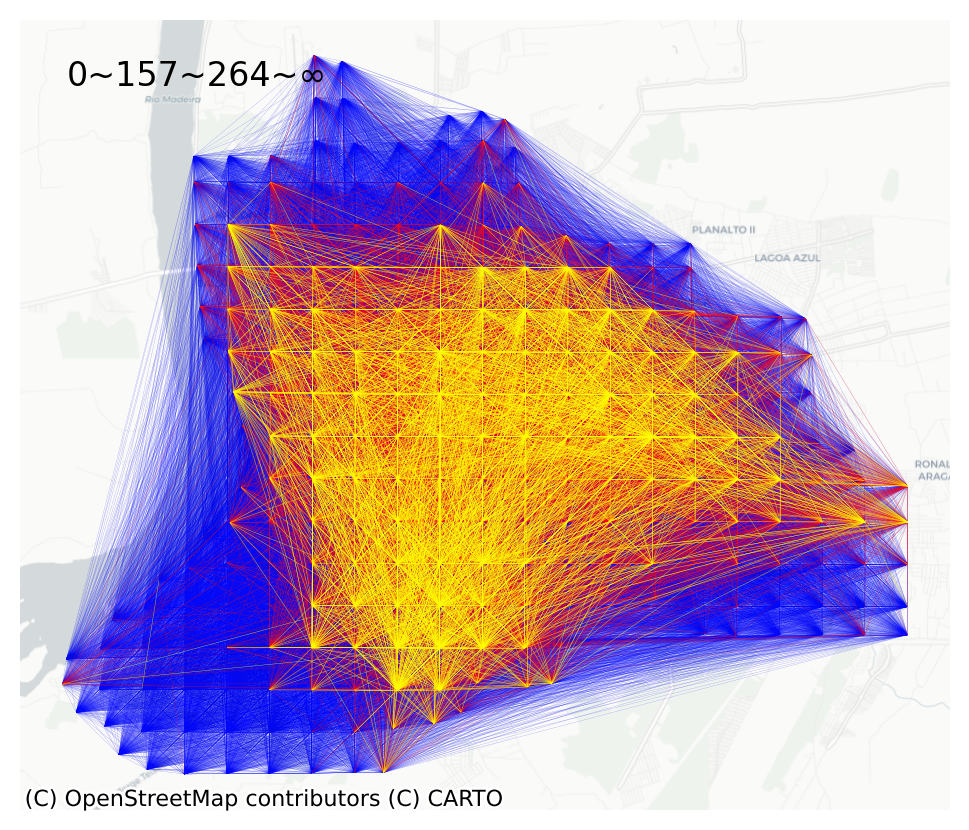 0~157~264~∞
Rio Madeira
PLANALTO II
LAGOA AZUL
RONAL
ARAGA
(C) OpenStreetMap contributors (C) CARTO